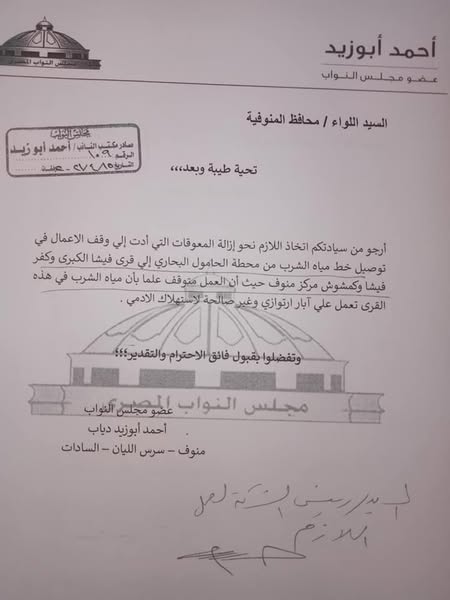 أحمد أبوزيد
عضو مجلس النواب
مجلس النواب المصري
السيد اللواء / محافظ المنوفية
مجلس النواب
صادر مكتب النائب / أحمد أبو زيد
الرقم ١٠٩
التاريخ
تحية طيبة وبعد،،،
أرجو من سيادتكم اتخاذ اللازم نحو إزالة المعوقات التي أدت إلي وقف الاعمال في
توصيل خط مياه الشرب من محطة الحامول البحاري إلي قرى فيشا الكبرى وكفر
فيشا وكمشوش مركز منوف حيث أن العمل متوقف علما بأن مياه الشرب في هذه
القرى تعمل علي آبار ارتوازي وغير صالحة لاستهلاك الادمي .
وتفضلوا بقبول فائق الاحترام والتقدير؛؛؛
مجلس النواب المصري
عضو مجلس النواب
أحمد أبوزيد دياب
منوف – سرس الليان – السادات
السيد رئيس الشركة لعمل
اللازم